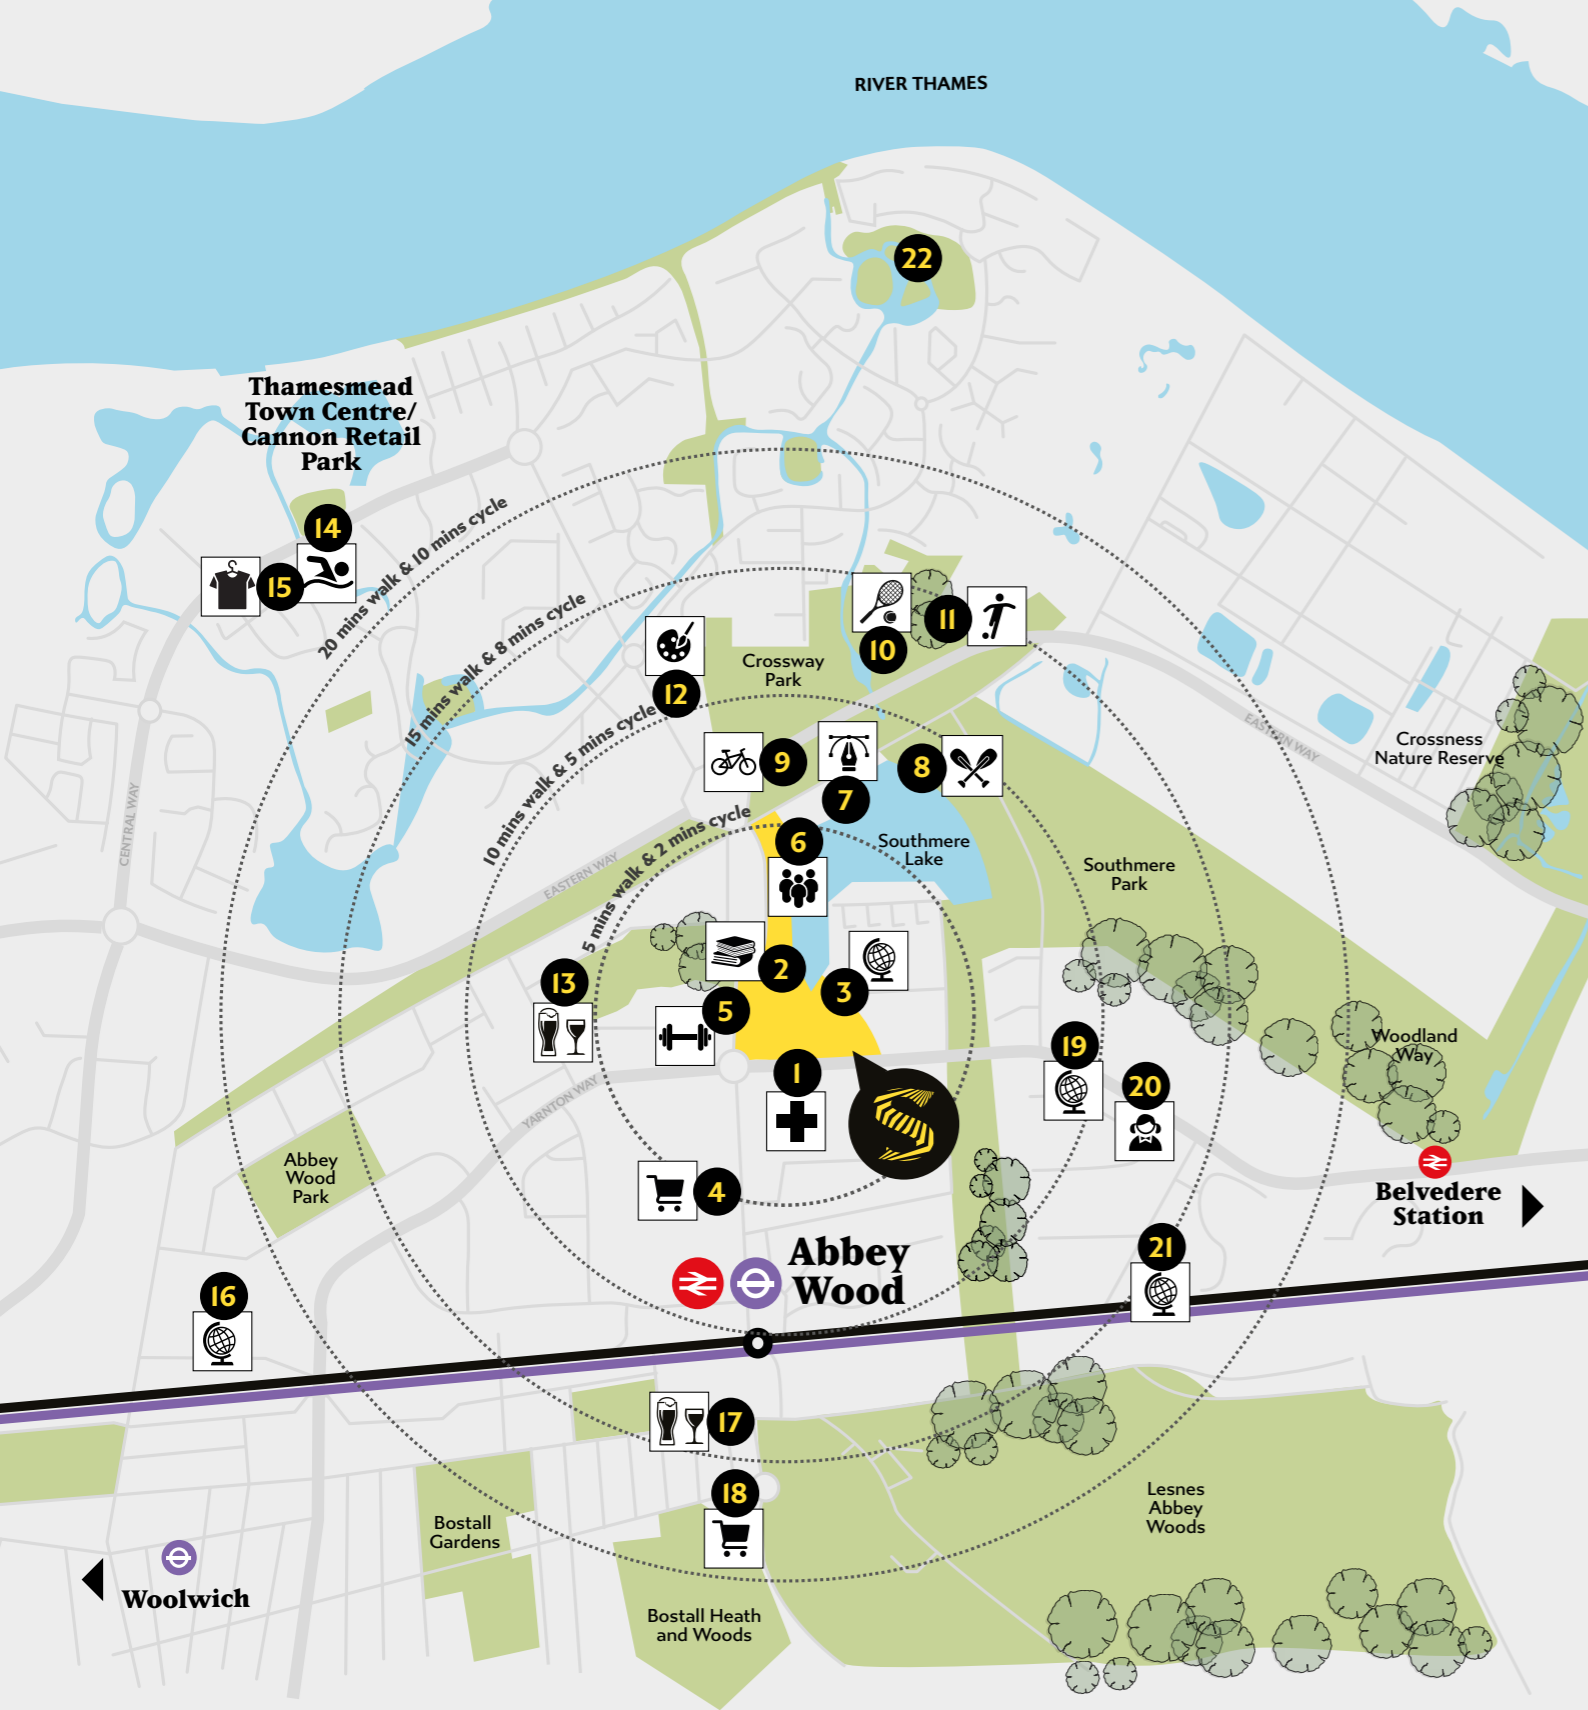 RIVER THAMES
22
Thamesmead
Town Centre/
Cannon Retail
Park
14
15
20 mins walk & 10 mins cycle
15 mins walk & 8 mins cycle
10 mins walk & 5 mins cycle
5 mins walk & 2 mins cycle
10
11
12
Crossway
Park
9
7
8
EASTERN WAY
Crossness
Nature Reserve
CENTRAL WAY
EASTERN WAY
6
Southmere
Lake
Southmere
Park
13
2
3
5
1
19
20
Woodland
Way
YARNTON WAY
S
Abbey
Wood
Park
4
Belvedere
Station
Abbey
Wood
21
16
17
18
Lesnes
Abbey
Woods
Bostall
Gardens
Woolwich
Bostall Heath
and Woods